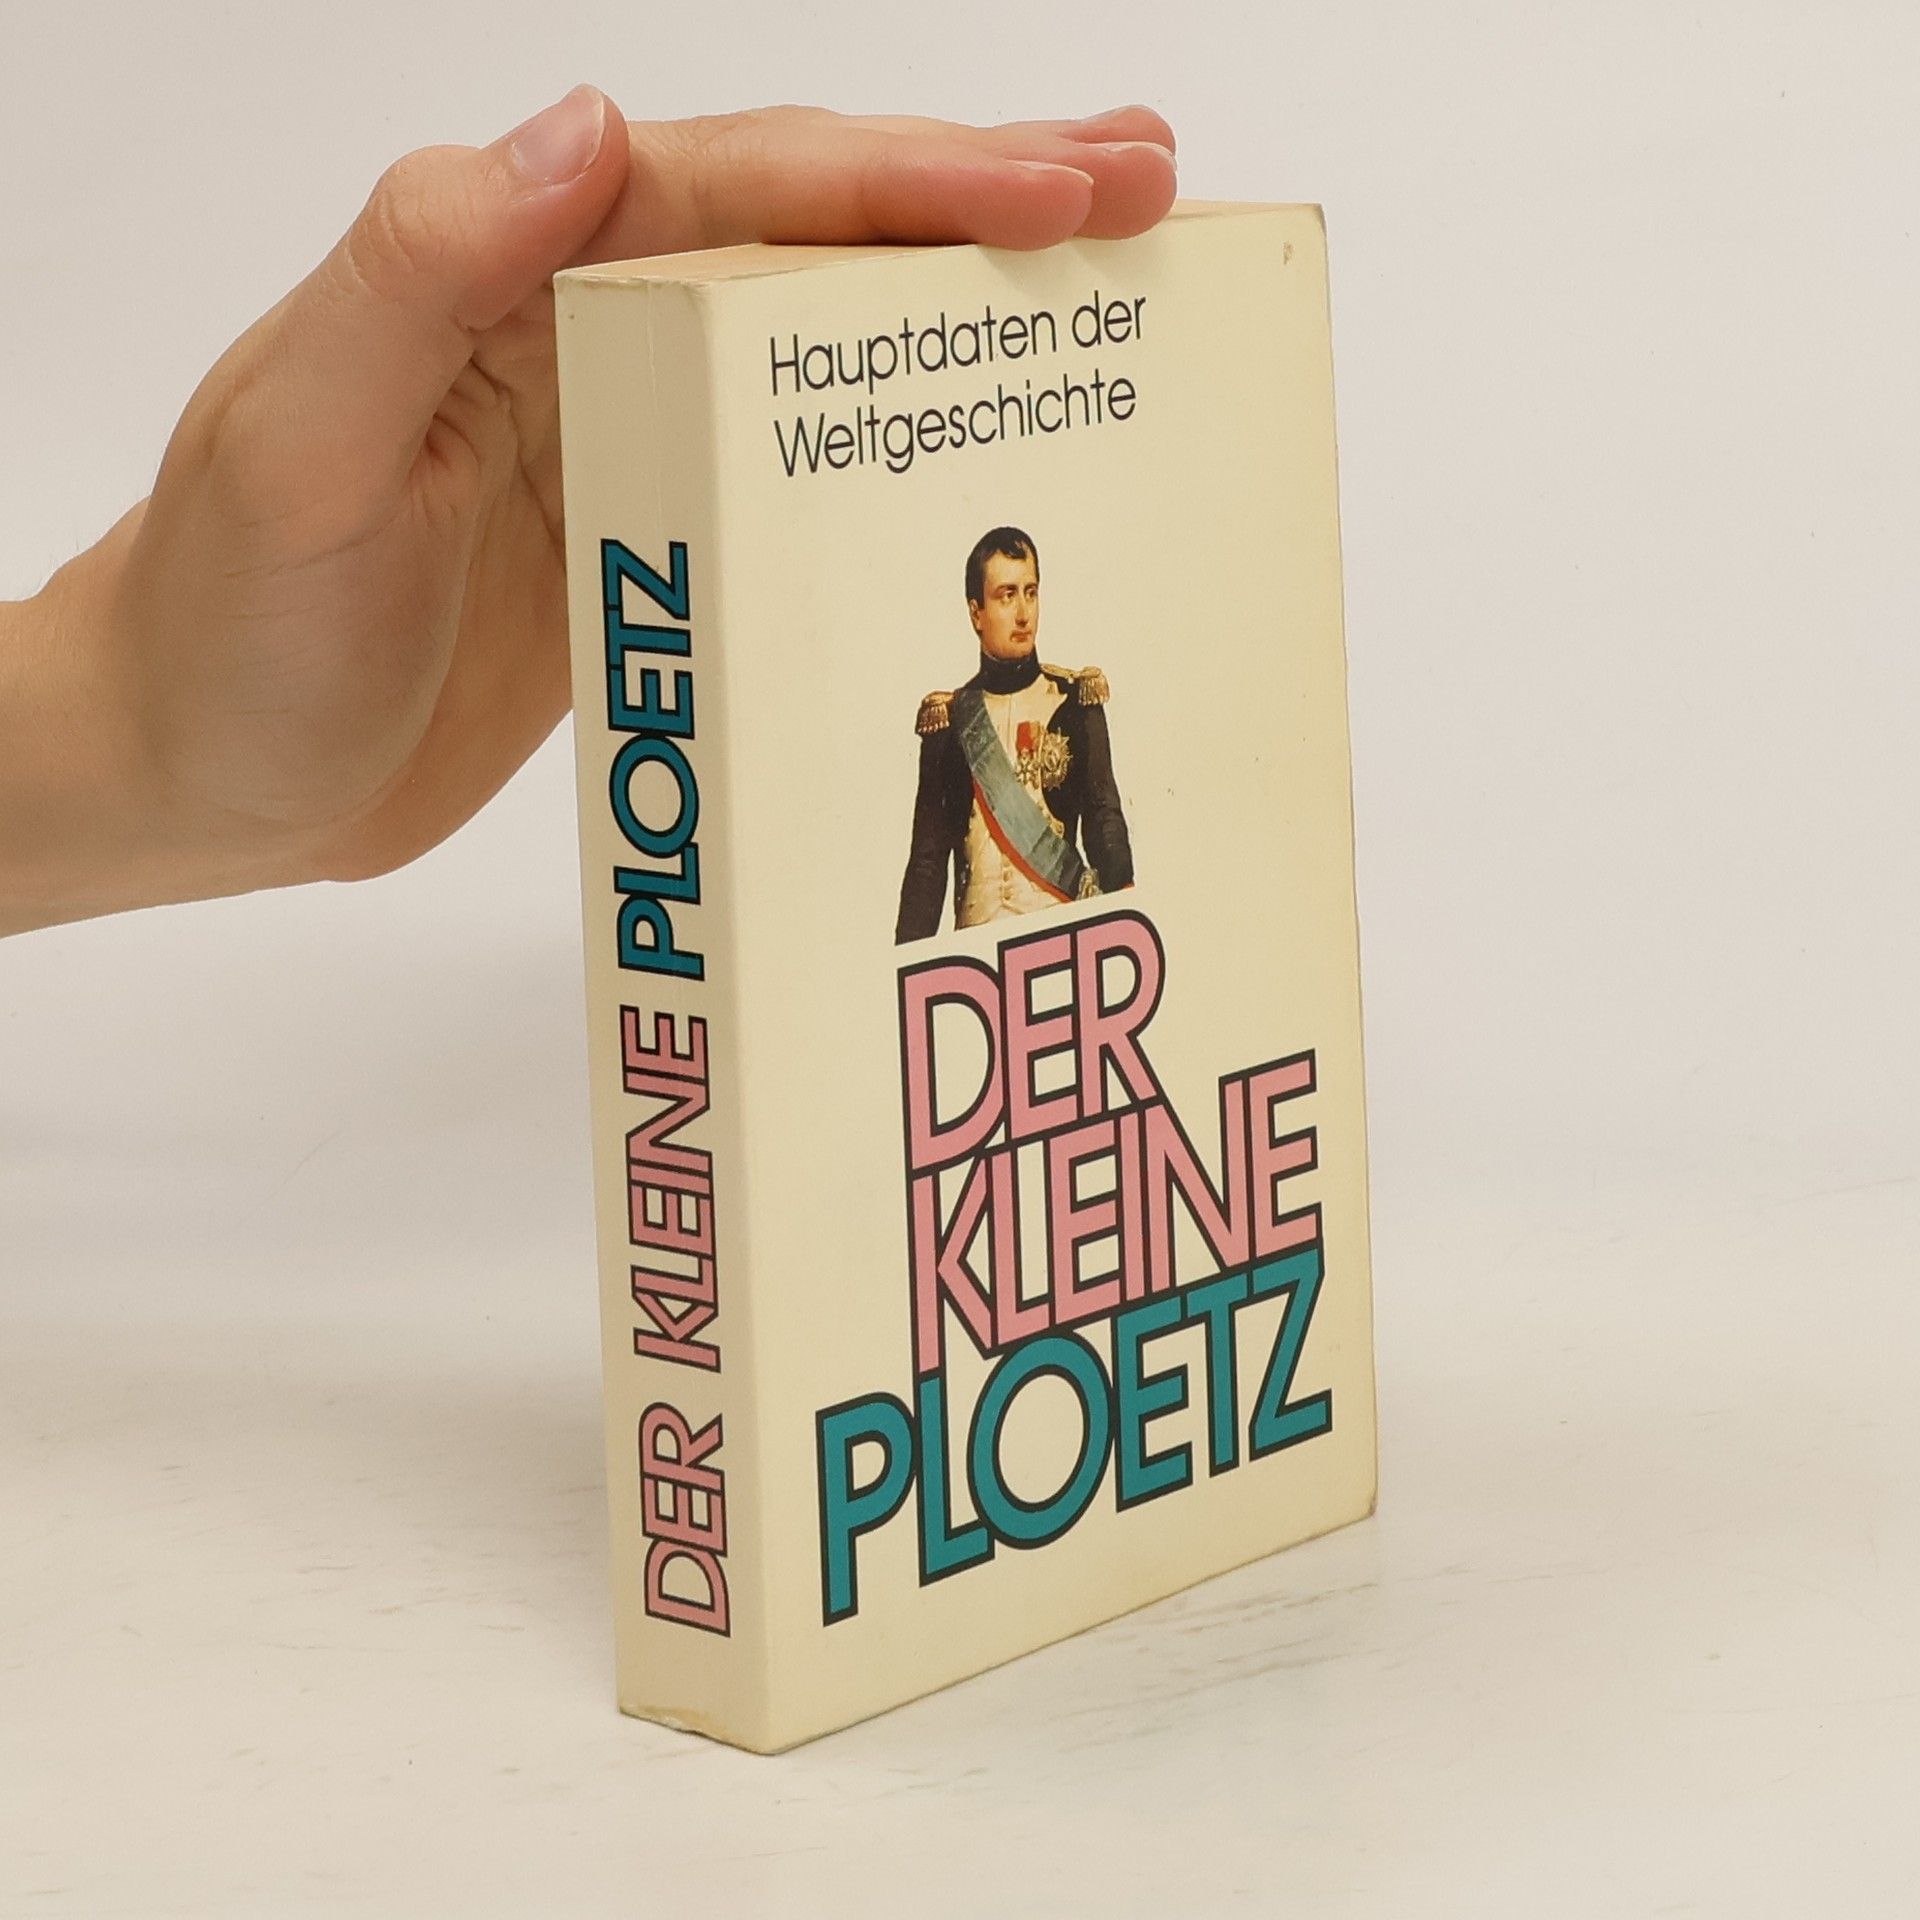 Hauptdaten der
Weltgeschichte
DER
KLEINE
PLOETZ
DER KLEINE PLOETZ